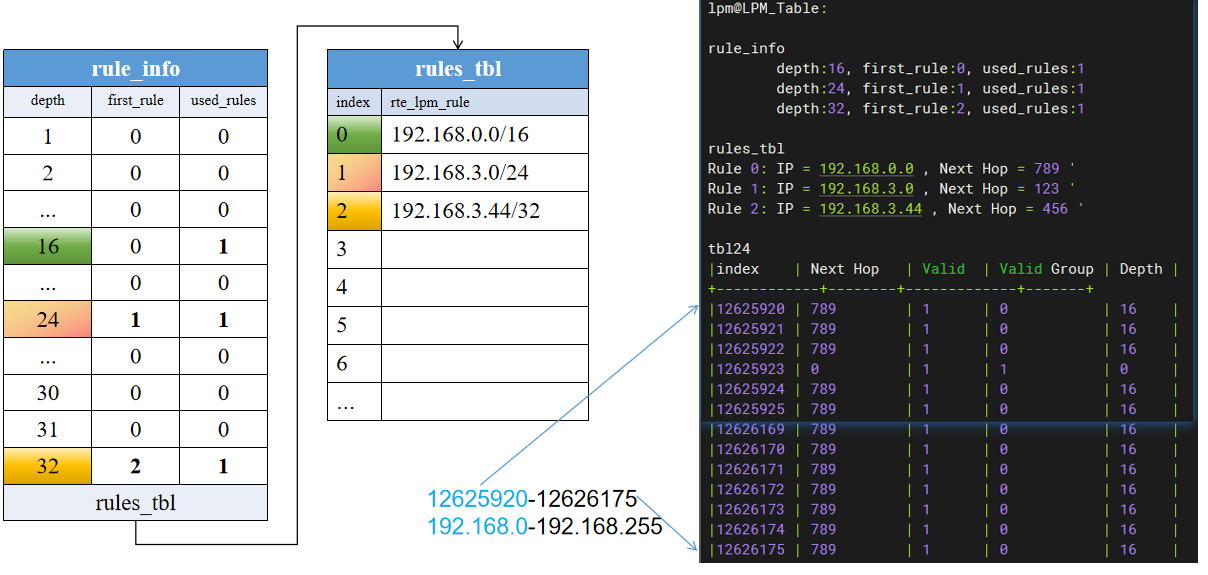 rule_info
depth first_rule used_rules
1 0 0
2 0 0
... 0 0
16 0 1
... 0 0
24 1 1
... 0 0
30 0 0
31 0 0
32 2 1
rules_tbl
rules_tbl
index rte_lpm_rule
0 192.168.0.0/16
1 192.168.3.0/24
2 192.168.3.44/32
3
4
5
6
...
12625920-12626175
192.168.0-192.168.255
lpm@LPM_Table:
rule_info
depth:16, first_rule:0, used_rules:1
depth:24, first_rule:1, used_rules:1
depth:32, first_rule:2, used_rules:1
rules_tbl
Rule 0: IP = 192.168.0.0 , Next Hop = 789 '
Rule 1: IP = 192.168.3.0 , Next Hop = 123 '
Rule 2: IP = 192.168.3.44 , Next Hop = 456 '
tbl24
|index | Next Hop | Valid | Valid Group | Depth |
+------------+--------+-------------+-------+
|12625920 | 789 | 1 | 0 | 16 |
|12625921 | 789 | 1 | 0 | 16 |
|12625922 | 789 | 1 | 0 | 16 |
|12625923 | 0 | 1 | 1 | 0 |
|12625924 | 789 | 1 | 0 | 16 |
|12625925 | 789 | 1 | 0 | 16 |
|12626169 | 789 | 1 | 0 | 16 |
|12626170 | 789 | 1 | 0 | 16 |
|12626171 | 789 | 1 | 0 | 16 |
|12626172 | 789 | 1 | 0 | 16 |
|12626173 | 789 | 1 | 0 | 16 |
|12626174 | 789 | 1 | 0 | 16 |
|12626175 | 789 | 1 | 0 | 16 |